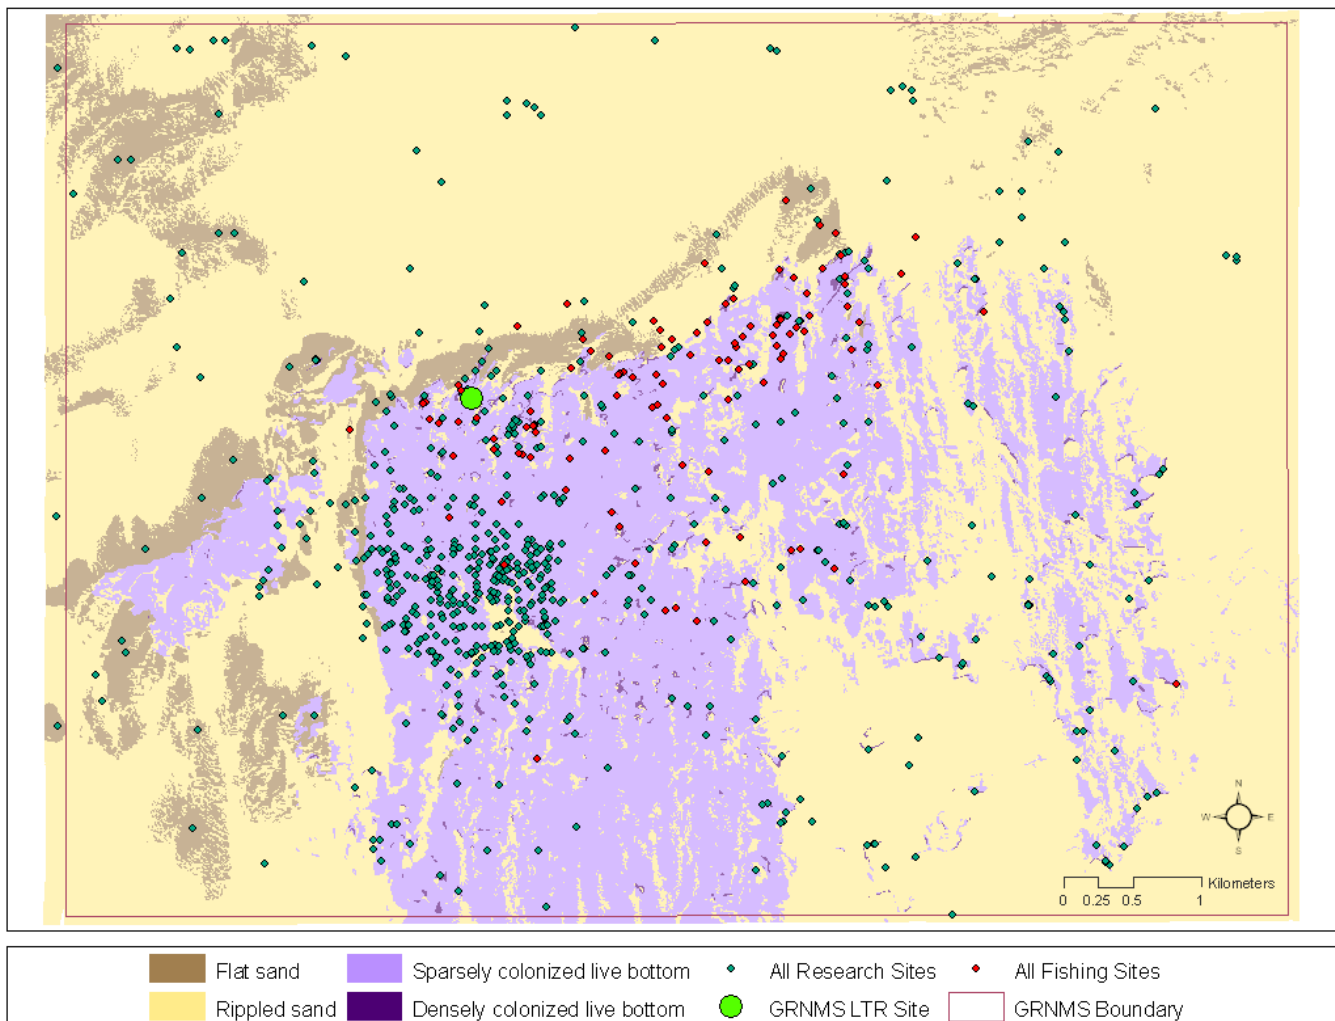 N
W E
S
Kilometers
0 0.25 0.5 1
Flat sand
Sparsely colonized live bottom
All Research Sites
All Fishing Sites
Rippled sand
Densely colonized live bottom
GRNMS LTR Site
GRNMS Boundary